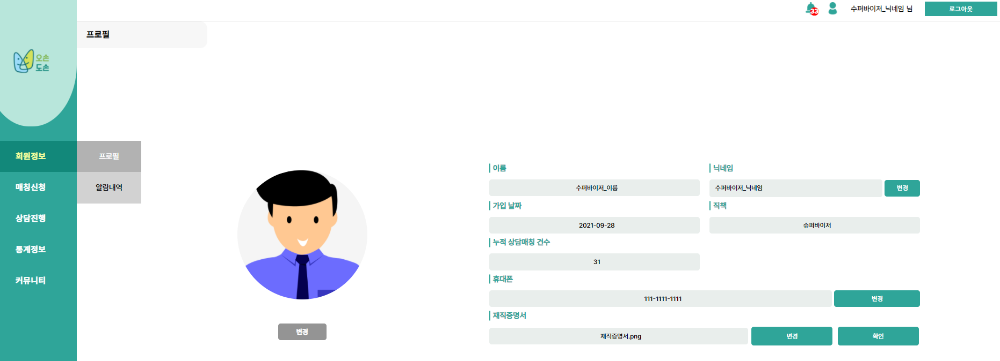 33
수퍼바이저_닉네임 님
로그아웃
프로필
오손
도손
회원정보
매칭신청
상담진행
통계정보
커뮤니티
프로필
알람내역
변경
이름
수퍼바이저_이름
닉네임
수퍼바이저_닉네임
변경
가입 날짜
2021-09-28
직책
슈퍼바이저
누적 상담매칭 건수
31
휴대폰
111-1111-1111
변경
재직증명서
재직증명서.png
변경
확인